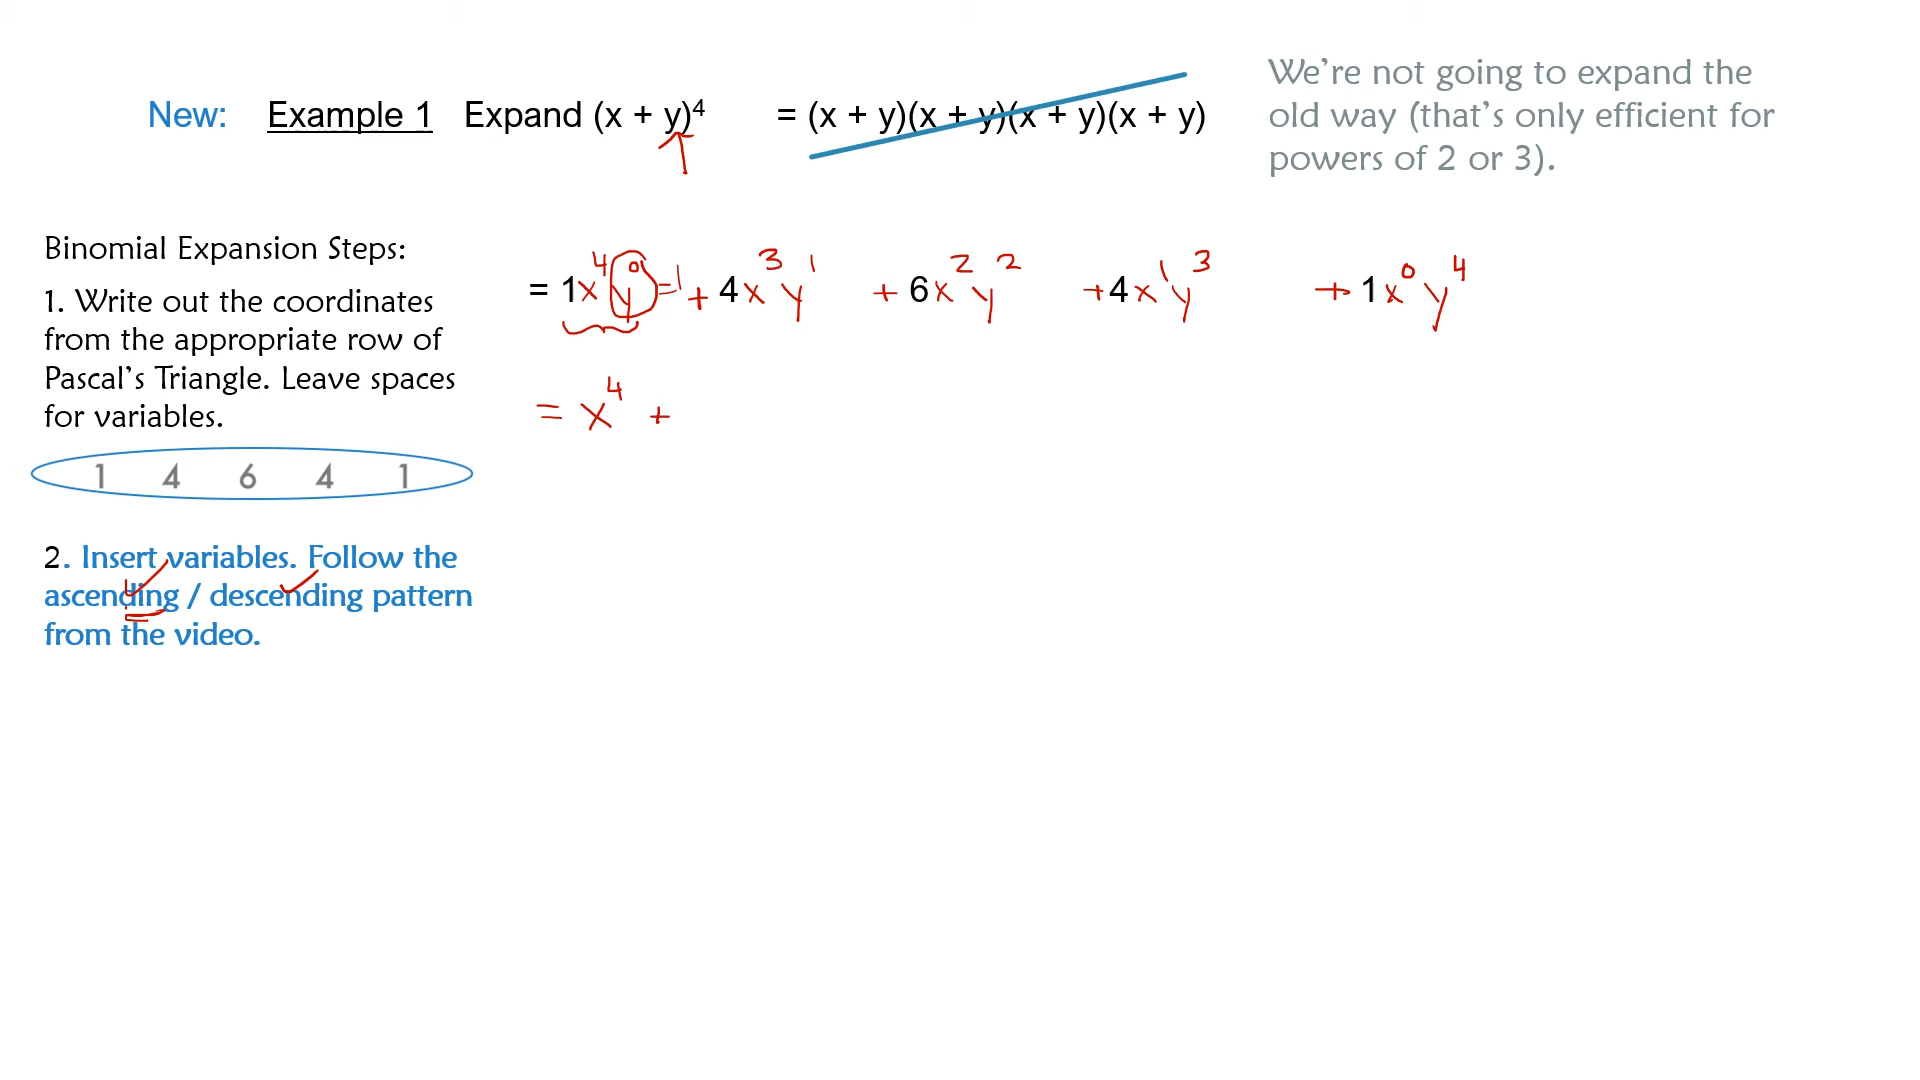 New: Example 1 Expand (x + y)⁴ = (x + y)(x + y)(x + y)(x + y)
We're not going to expand the
old way (that's only efficient for
powers of 2 or 3).
Binomial Expansion Steps:
1. Write out the coordinates
from the appropriate row of
Pascal's Triangle. Leave spaces
for variables.
1 4 6 4 1
2. Insert variables. Follow the
ascending / descending pattern
from the video.
= 1x⁴y⁰=1 + 4x³y¹ + 6x²y² + 4x¹y³ + 1x⁰y⁴
= x⁴ +